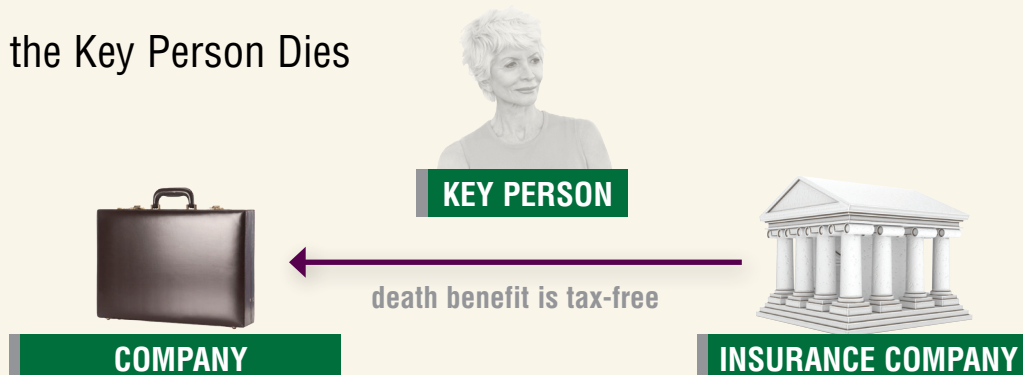 the Key Person Dies
KEY PERSON
death benefit is tax-free
COMPANY
INSURANCE COMPANY